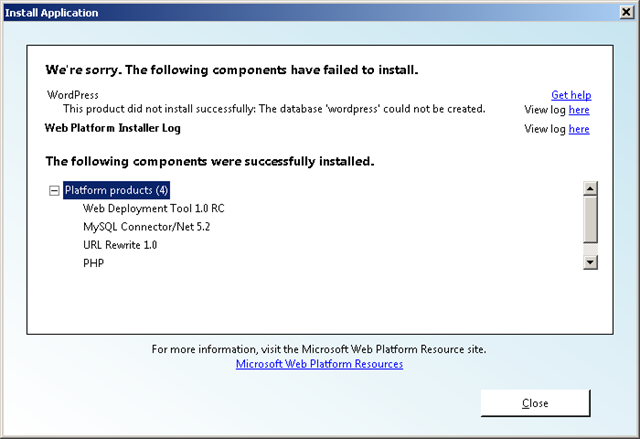 Install Application
We're sorry. The following components have failed to install.
WordPress Get help
This product did not install successfully: The database 'wordpress' could not be created. View log here
Web Platform Installer Log View log here
The following components were successfully installed.
Platform products (4)
Web Deployment Tool 1.0 RC
MySQL Connector/Net 5.2
URL Rewrite 1.0
PHP
For more information, visit the Microsoft Web Platform Resource site.
Microsoft Web Platform Resources
Close